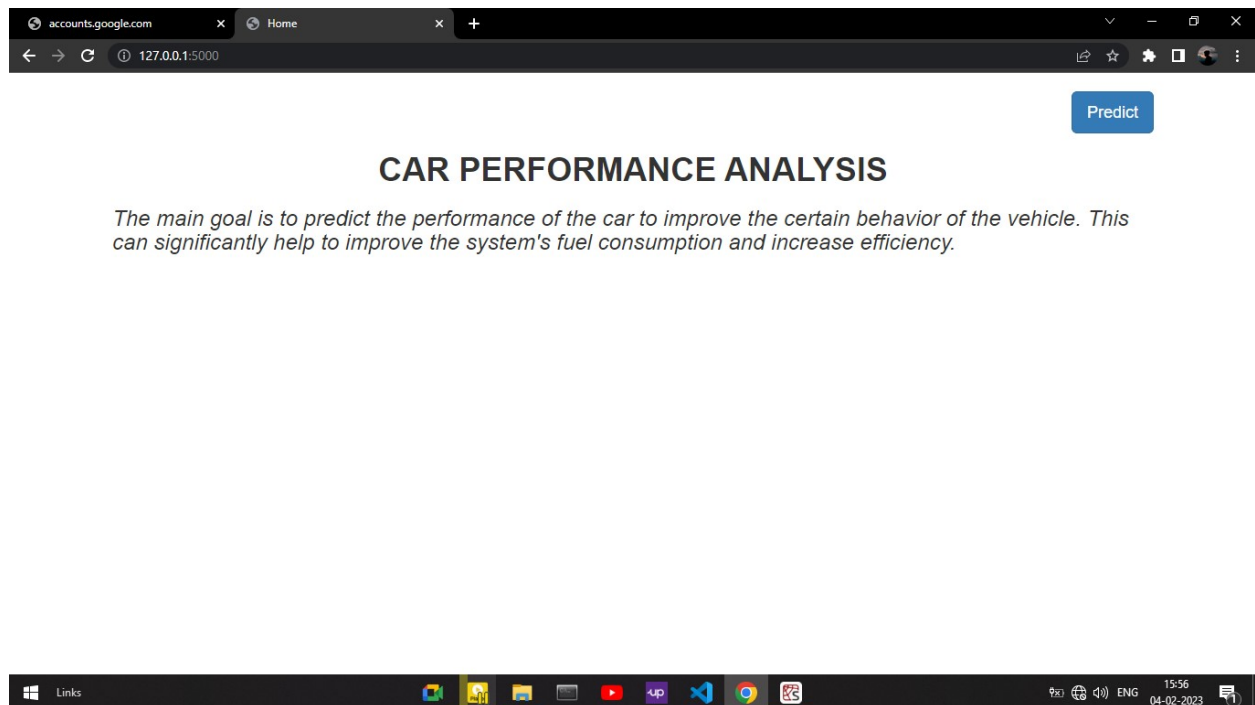 accounts.google.com
Home
127.0.0.1:5000
Predict
CAR PERFORMANCE ANALYSIS
The main goal is to predict the performance of the car to improve the certain behavior of the vehicle. This
can significantly help to improve the system's fuel consumption and increase efficiency.
Links
up
ENG
15:56
04-02-2023
1